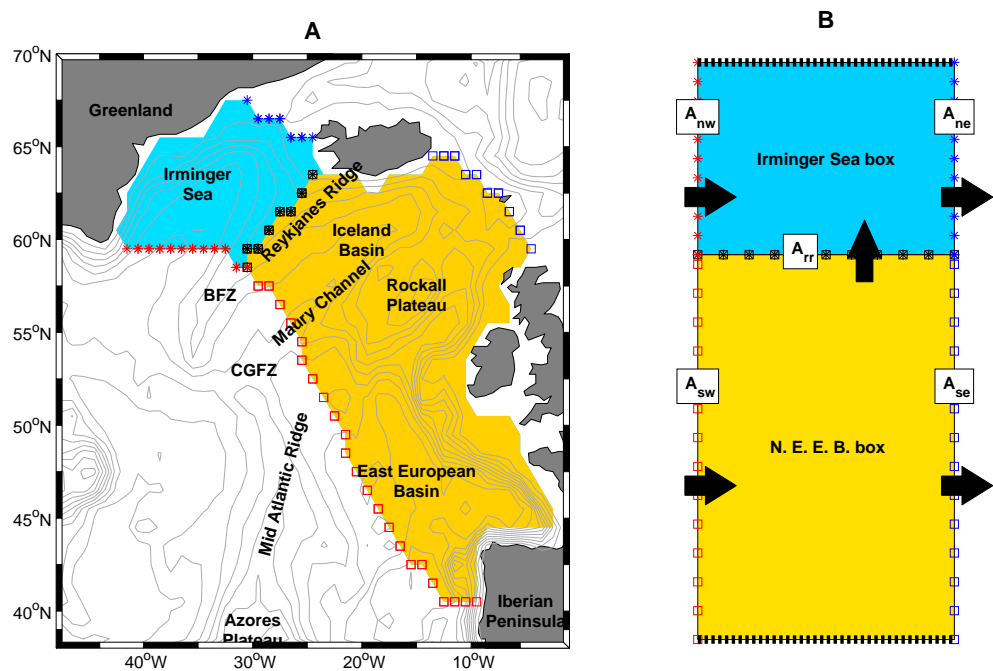 A
B
70°N
65°N
60°N
55°N
50°N
45°N
40°N
40°W
30°W
20°W
10°W
Greenland
Irminger
Sea
Reykjanes Ridge
Iceland
Basin
Maury Channel
Rockall
Plateau
BFZ
CGFZ
Mid Atlantic Ridge
East European
Basin
Azores
Plateau
Iberian
Peninsula
A_nw
A_ne
Irminger Sea box
A_rr
A_sw
A_se
N. E. E. B. box